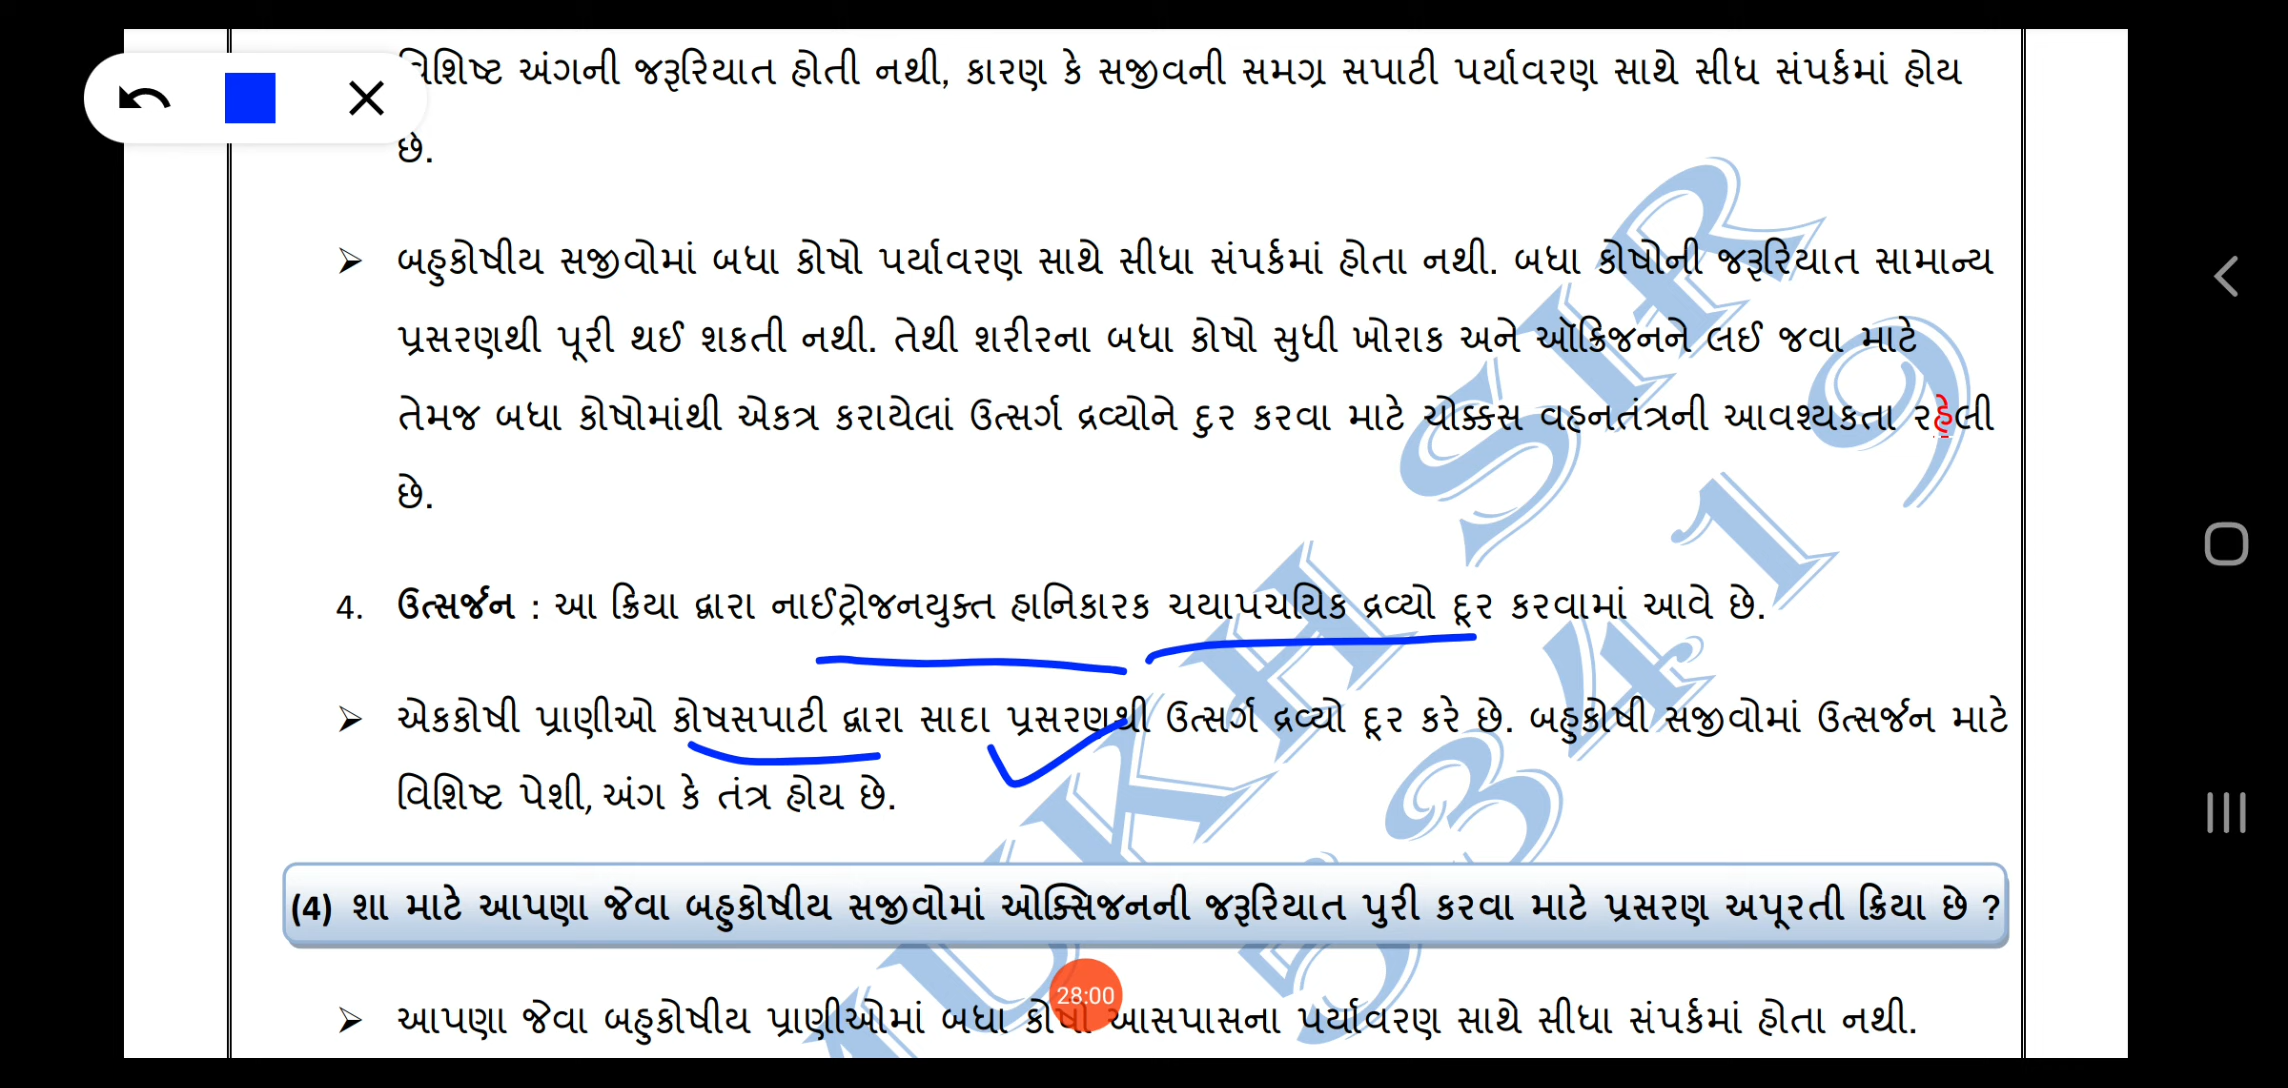 વિશિષ્ટ અંગની જરૂરિયાત હોતી નથી, કારણ કે સજીવની સમગ્ર સપાટી પર્યાવરણ સાથે સીધ સંપર્કમાં હોય
છે.
➢ બહુકોષીય સજીવોમાં બધા કોષો પર્યાવરણ સાથે સીધા સંપર્કમાં હોતા નથી. બધા કોષોની જરૂરિયાત સામાન્ય
પ્રસરણથી પૂરી થઈ શકતી નથી. તેથી શરીરના બધા કોષો સુધી ખોરાક અને ઑક્રિજનને લઈ જવા માટે
તેમજ બધા કોષોમાંથી એકત્ર કરાયેલાં ઉત્સર્ગ દ્રવ્યોને દુર કરવા માટે ચોક્કસ વહનતંત્રની આવશ્યકતા રહેલી
છે.
4. ઉત્સર્જન : આ ક્રિયા દ્વારા નાઈટ્રોજનયુક્ત હાનિકારક ચયાપચયિક દ્રવ્યો દૂર કરવામાં આવે છે.
➢ એકકોષી પ્રાણીઓ કોષસપાટી દ્વારા સાદા પ્રસરણથી ઉત્સર્ગ દ્રવ્યો દૂર કરે છે. બહુકોષી સજીવોમાં ઉત્સર્જન માટે
વિશિષ્ટ પેશી, અંગ કે તંત્ર હોય છે.
(4) શા માટે આપણા જેવા બહુકોષીય સજીવોમાં ઓક્સિજનની જરૂરિયાત પુરી કરવા માટે પ્રસરણ અપૂરતી ક્રિયા છે ?
➢ આપણા જેવા બહુકોષીય પ્રાણીઓમાં બધા કોષો આસપાસના પર્યાવરણ સાથે સીધા સંપર્કમાં હોતા નથી.
28:00
MUKH SIR
53419